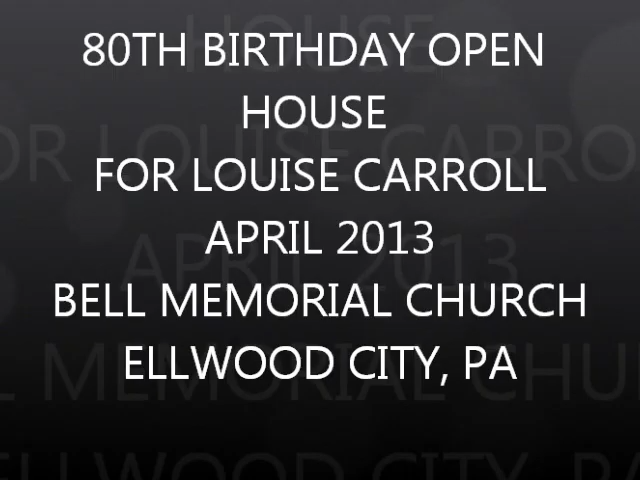 80TH BIRTHDAY OPEN
HOUSE
FOR LOUISE CARROLL
APRIL 2013
BELL MEMORIAL CHURCH
ELLWOOD CITY, PA